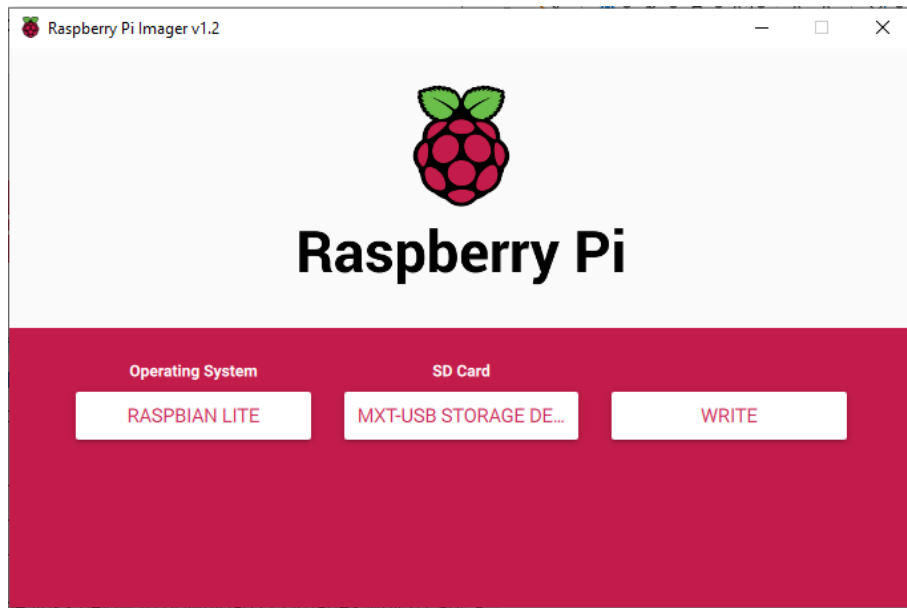 Raspberry Pi Imager v1.2
Raspberry Pi
Operating System
SD Card
RASPBIAN LITE
MXT-USB STORAGE DE...
WRITE